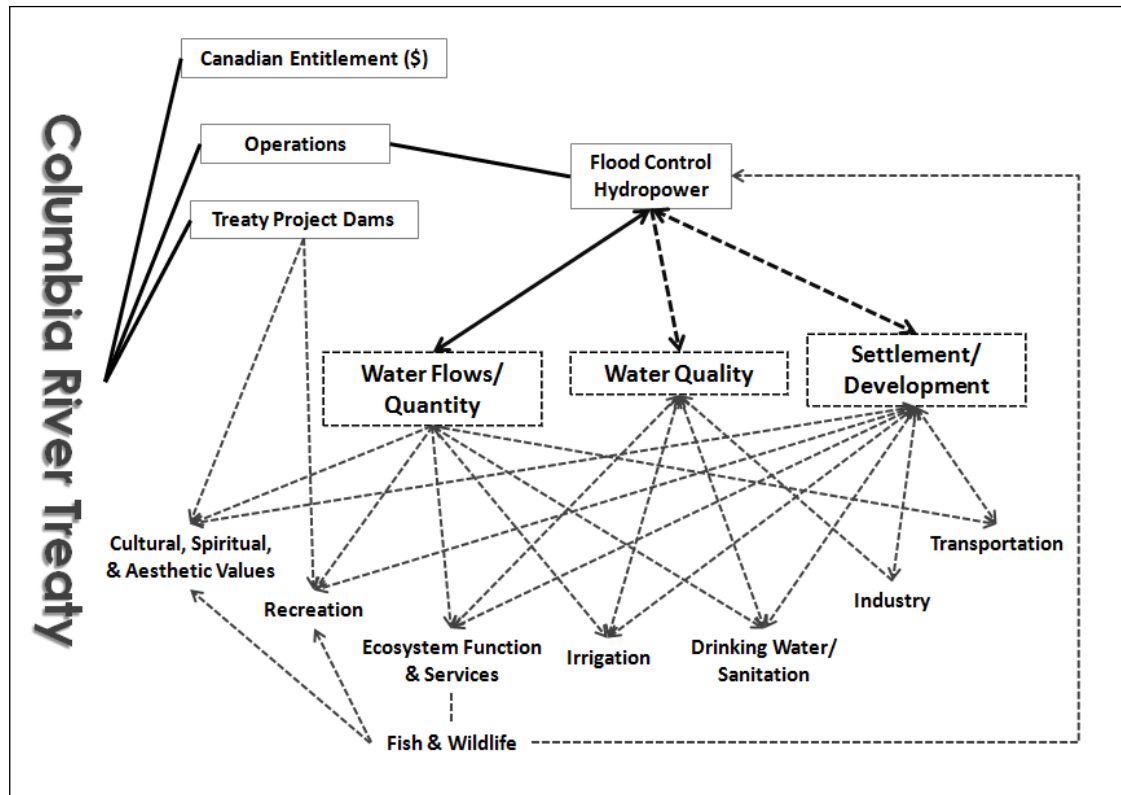 Columbia River Treaty
Canadian Entitlement ($)
Operations
Treaty Project Dams
Flood Control
Hydropower
Water Flows/
Quantity
Water Quality
Settlement/
Development
Cultural, Spiritual,
& Aesthetic Values
Recreation
Ecosystem Function
& Services
Irrigation
Drinking Water/
Sanitation
Industry
Transportation
Fish & Wildlife